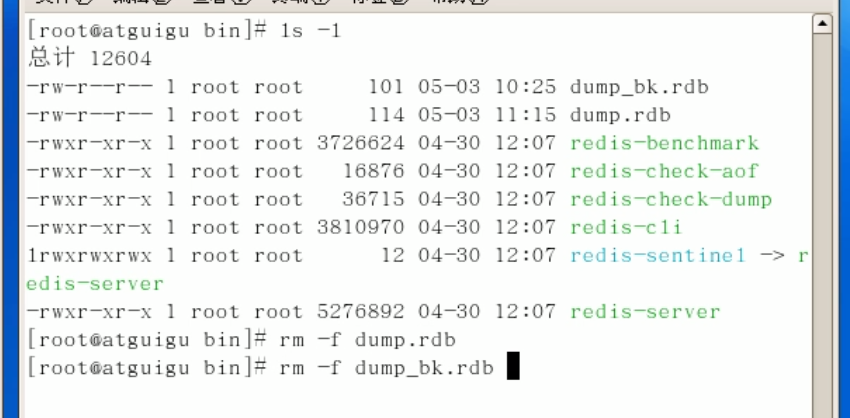 [root@atguigu bin]# ls -l
总计 12604
-rw-r--r-- 1 root root     101 05-03 10:25 dump_bk.rdb
-rw-r--r-- 1 root root     114 05-03 11:15 dump.rdb
-rwxr-xr-x 1 root root 3726624 04-30 12:07 redis-benchmark
-rwxr-xr-x 1 root root   16876 04-30 12:07 redis-check-aof
-rwxr-xr-x 1 root root   36715 04-30 12:07 redis-check-dump
-rwxr-xr-x 1 root root 3810970 04-30 12:07 redis-cli
lrwxrwxrwx 1 root root      12 04-30 12:07 redis-sentinel -> r
edis-server
-rwxr-xr-x 1 root root 5276892 04-30 12:07 redis-server
[root@atguigu bin]# rm -f dump.rdb
[root@atguigu bin]# rm -f dump_bk.rdb